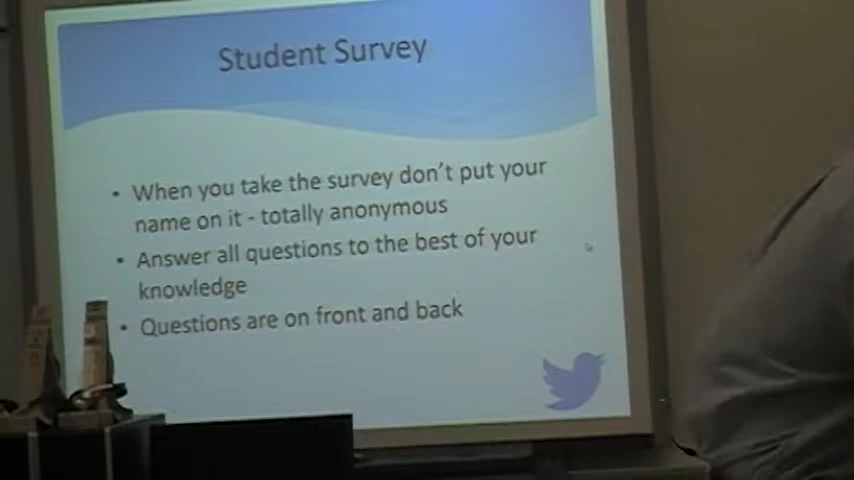 Student Survey
• When you take the survey don't put your
name on it - totally anonymous
• Answer all questions to the best of your
knowledge
• Questions are on front and back